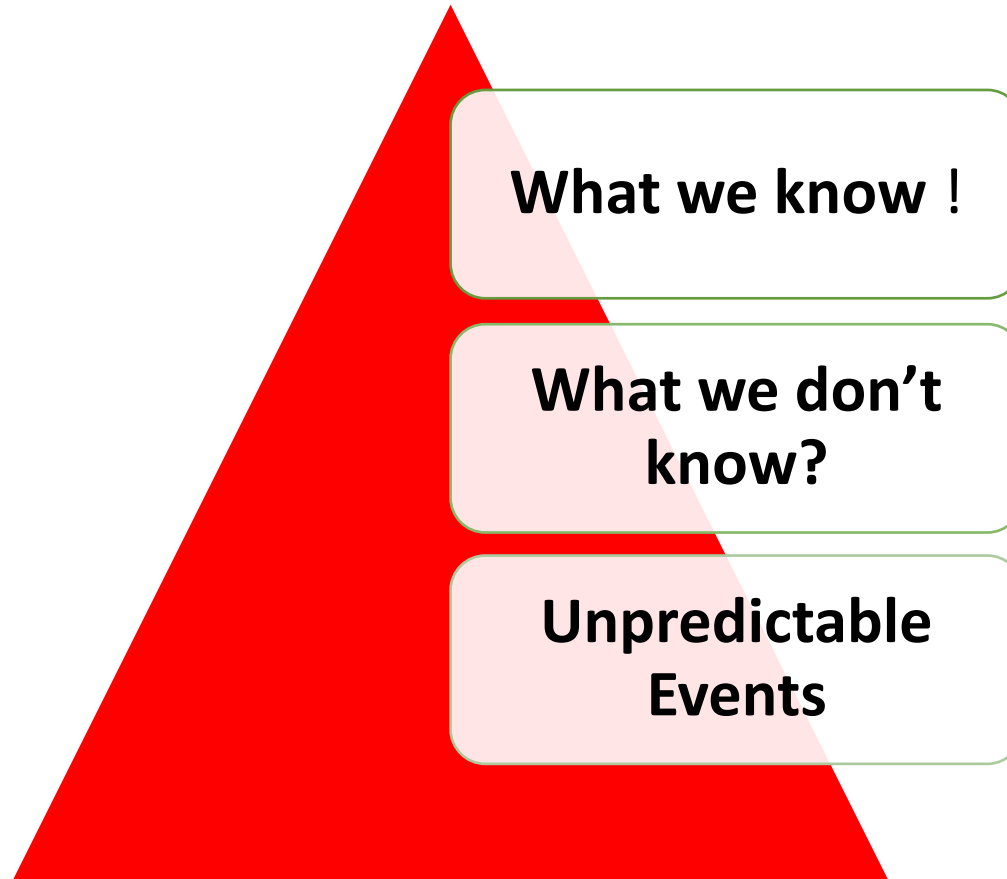 What we know !
What we don’t
know?
Unpredictable
Events